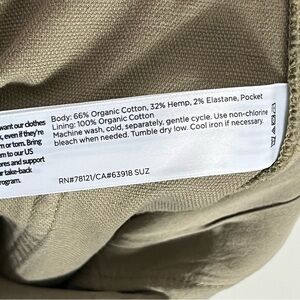 want our clothes
, even if they're
n or torn. Bring
em to our US
ores and support
r take-back
rogram.
Body: 66% Organic Cotton, 32% Hemp, 2% Elastane, Pocket
Lining: 100% Organic Cotton
Machine wash, cold, separately, gentle cycle. Use non-chlorine
bleach when needed. Tumble dry low. Cool iron if necessary.
RN#78121/CA#63918 SUZ